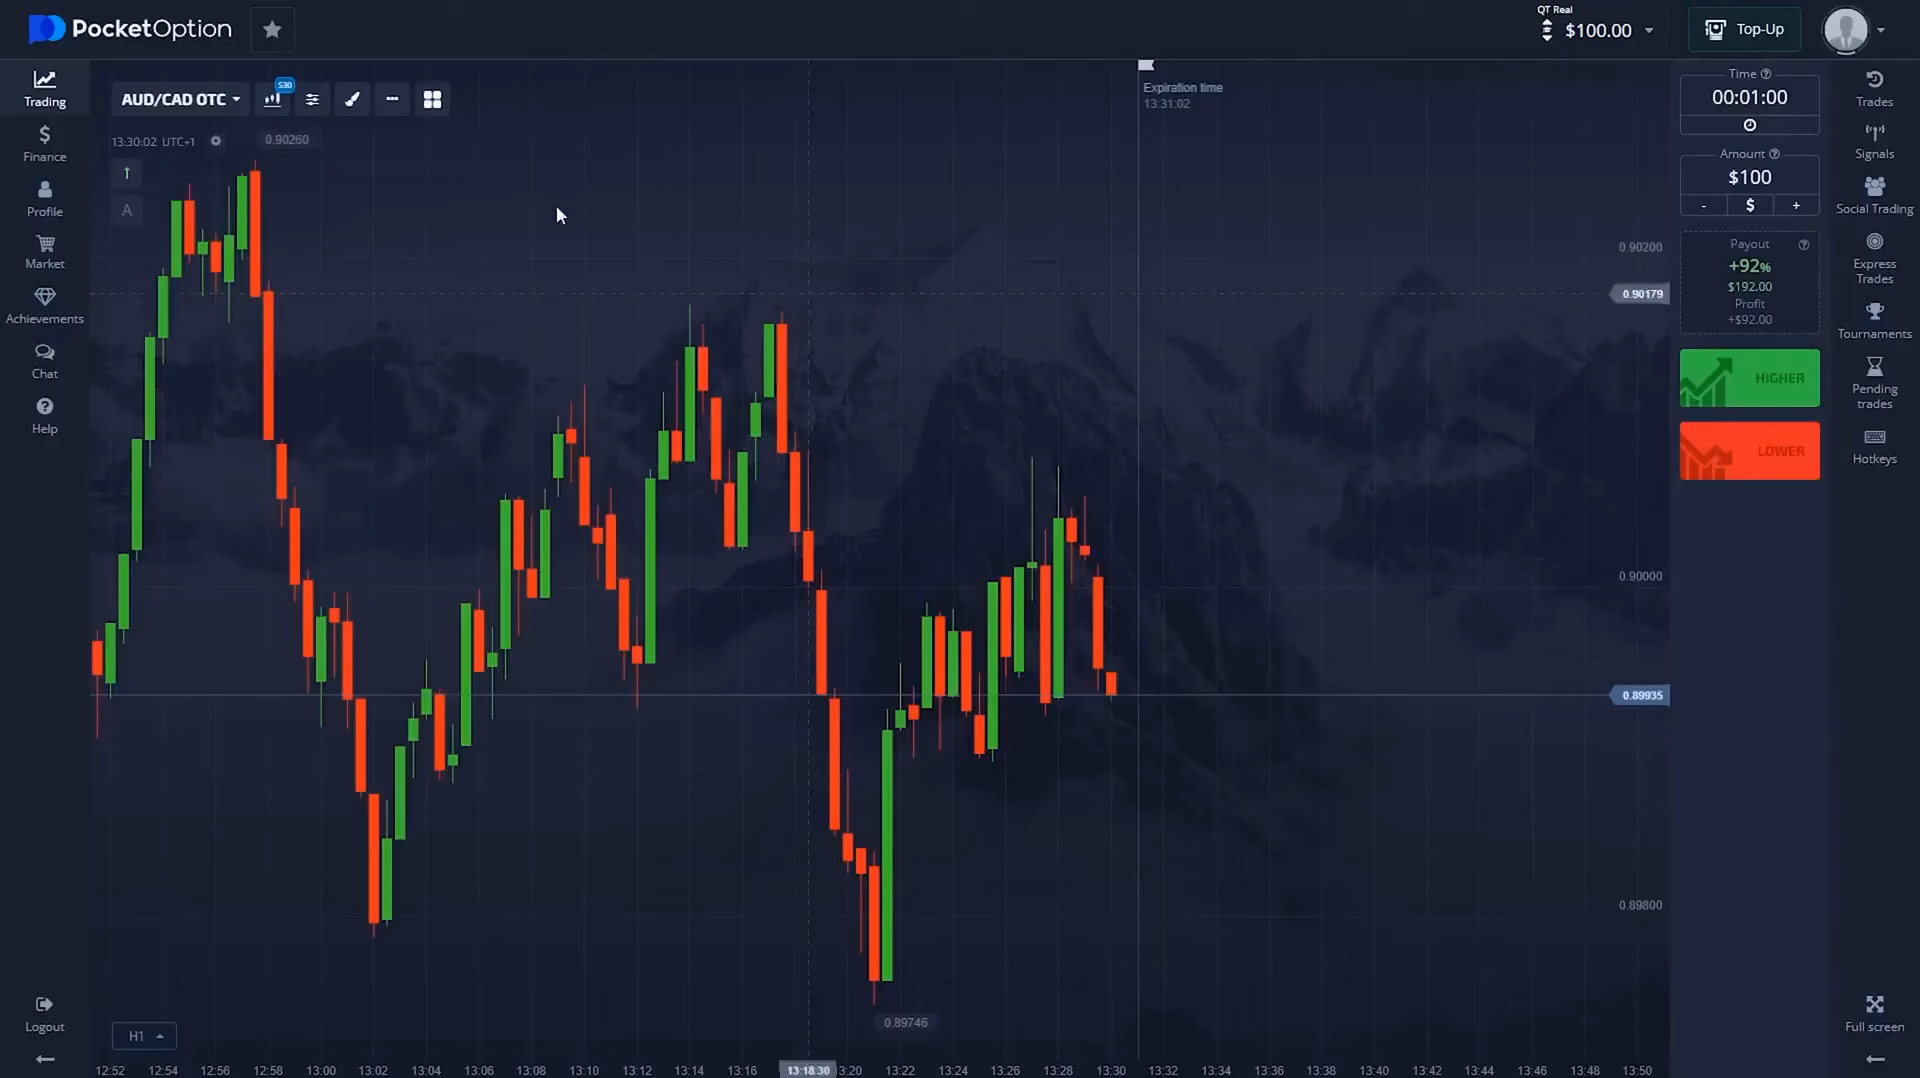 PocketOption
QT Real
$100.00
Top-Up
Trading
Finance
Profile
Market
Achievements
Chat
Help
Logout
AUD/CAD OTC
S30
13:30:02 UTC+1
0.90260
A
Expiration time
13:31:02
0.90200
0.90179
0.90000
0.89935
0.89800
0.89746
H1
12:52 12:54 12:56 12:58 13:00 13:02 13:04 13:06 13:08 13:10 13:12 13:14 13:16 13:18:30 13:20 13:22 13:24 13:26 13:28 13:30 13:32 13:34 13:36 13:38 13:40 13:42 13:44 13:46 13:48 13:50
Time
00:01:00
Amount
$100
- $ +
Payout
+92%
$192.00
Profit
+$92.00
HIGHER
LOWER
Trades
Signals
Social Trading
Express
Trades
Tournaments
Pending
trades
Hotkeys
Full screen